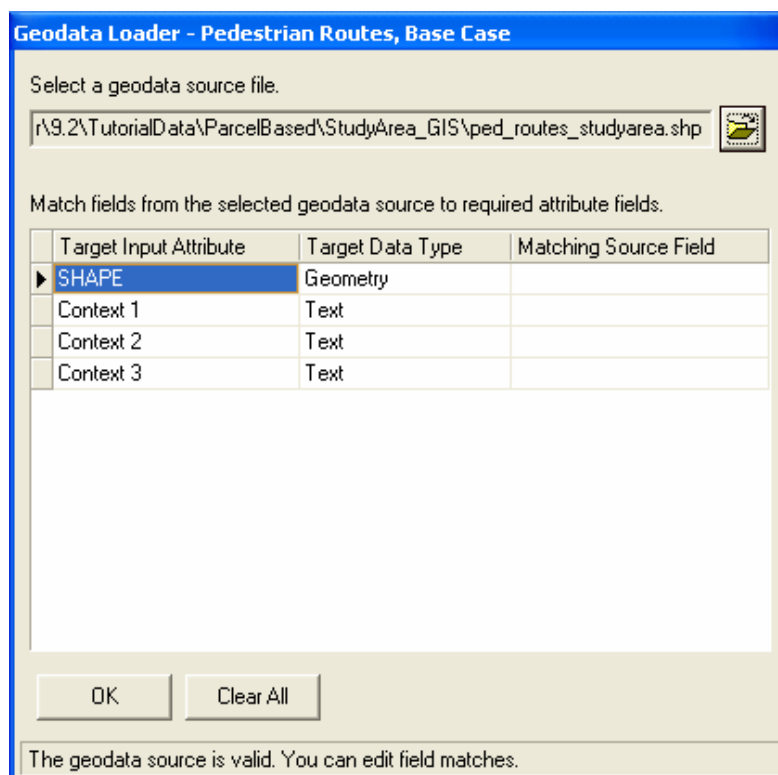 Geodata Loader - Pedestrian Routes, Base Case
Select a geodata source file.
r\9.2\TutorialData\ParcelBased\StudyArea_GIS\ped_routes_studyarea.shp
Match fields from the selected geodata source to required attribute fields.
Target Input Attribute Target Data Type Matching Source Field
SHAPE Geometry
Context 1 Text
Context 2 Text
Context 3 Text
OK Clear All
The geodata source is valid. You can edit field matches.